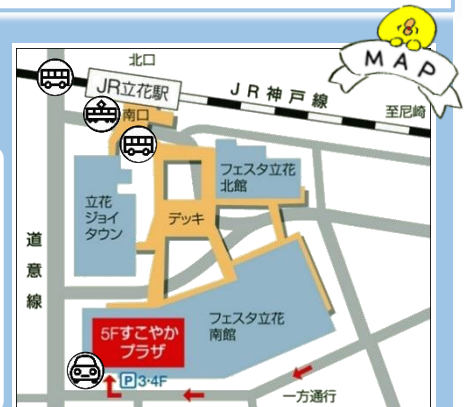 MAP
北口
JR立花駅
JR神戸線
至尼崎
南口
フェスタ立花
北館
立花
ジョイ
タウン
デッキ
道意線
フェスタ立花
南館
5Fすこやか
プラザ
P3・4F
一方通行